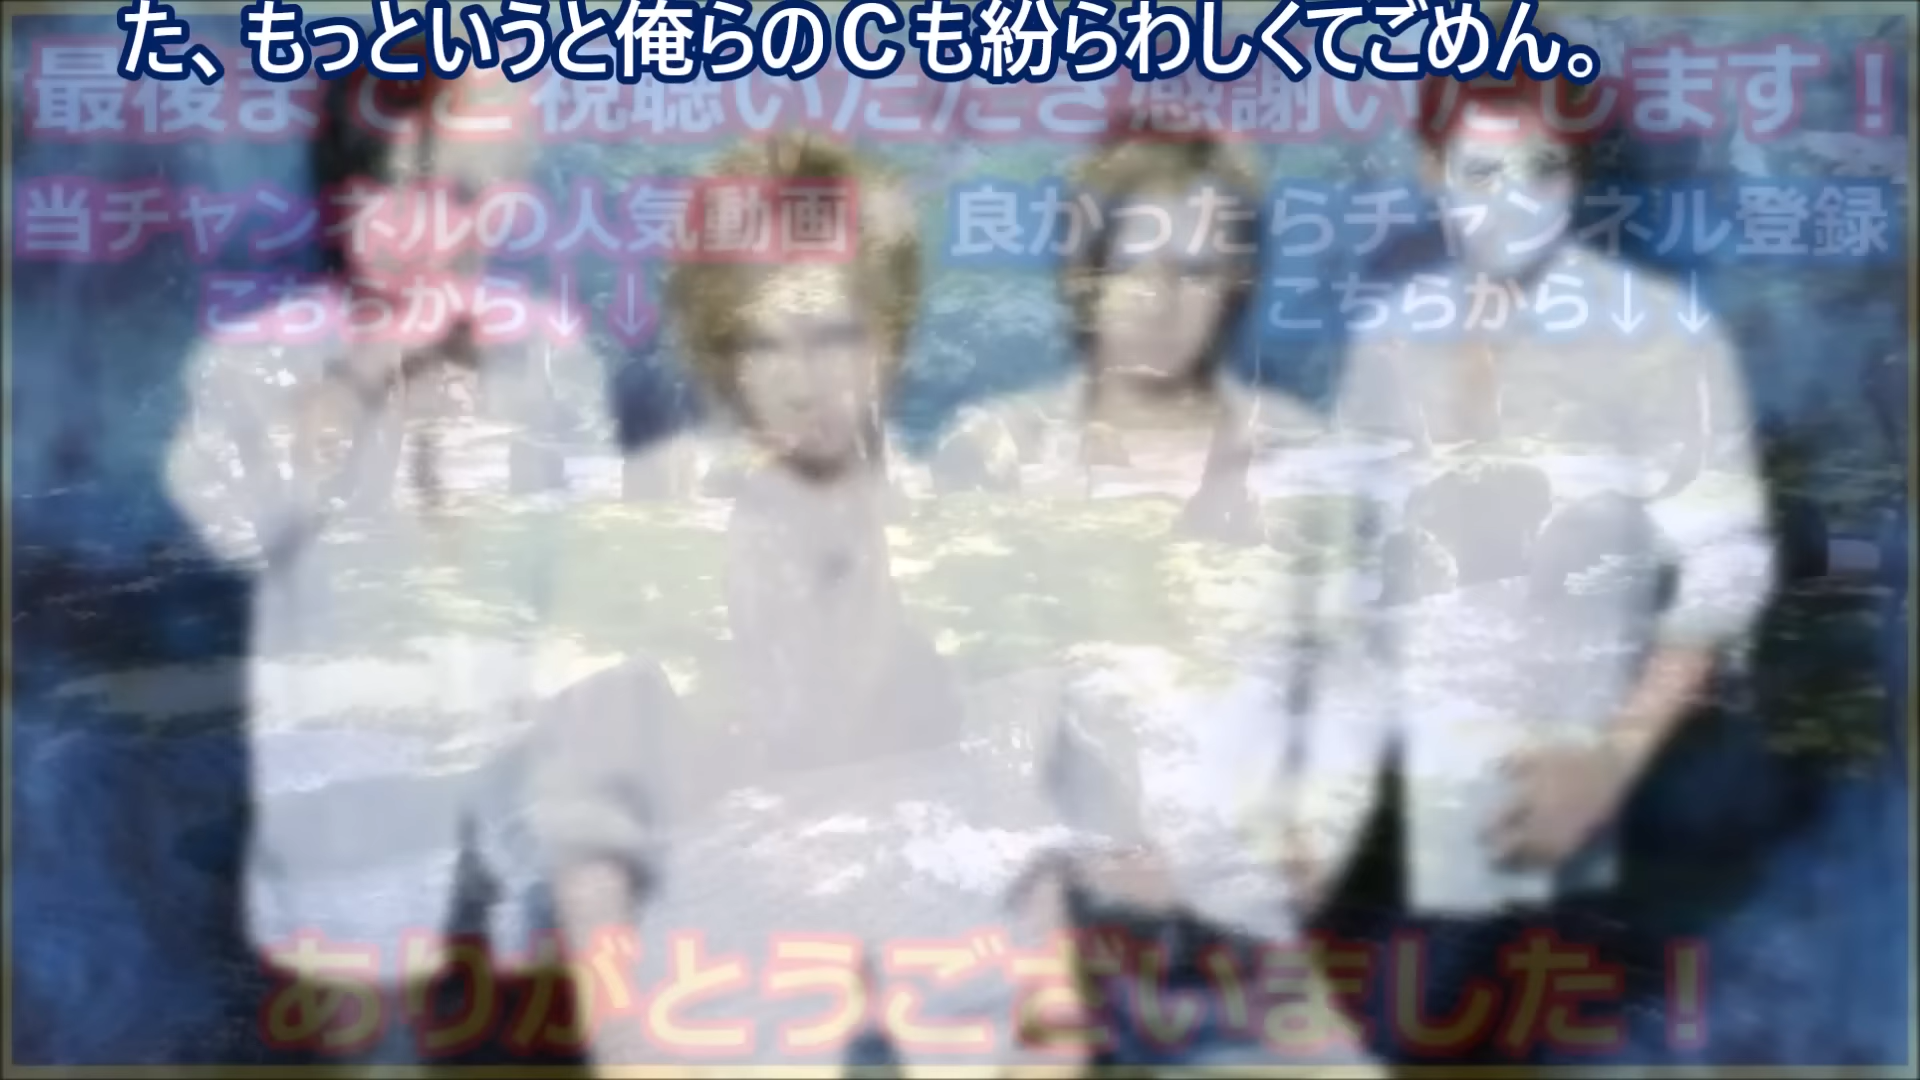 た、もっというと俺らのCも紛らわしくてごめん。
最後までご視聴いただき感謝いたします！
当チャンネルの人気動画
こちらから↓↓
良かったらチャンネル登録
こちらから↓↓
ありがとうございました！